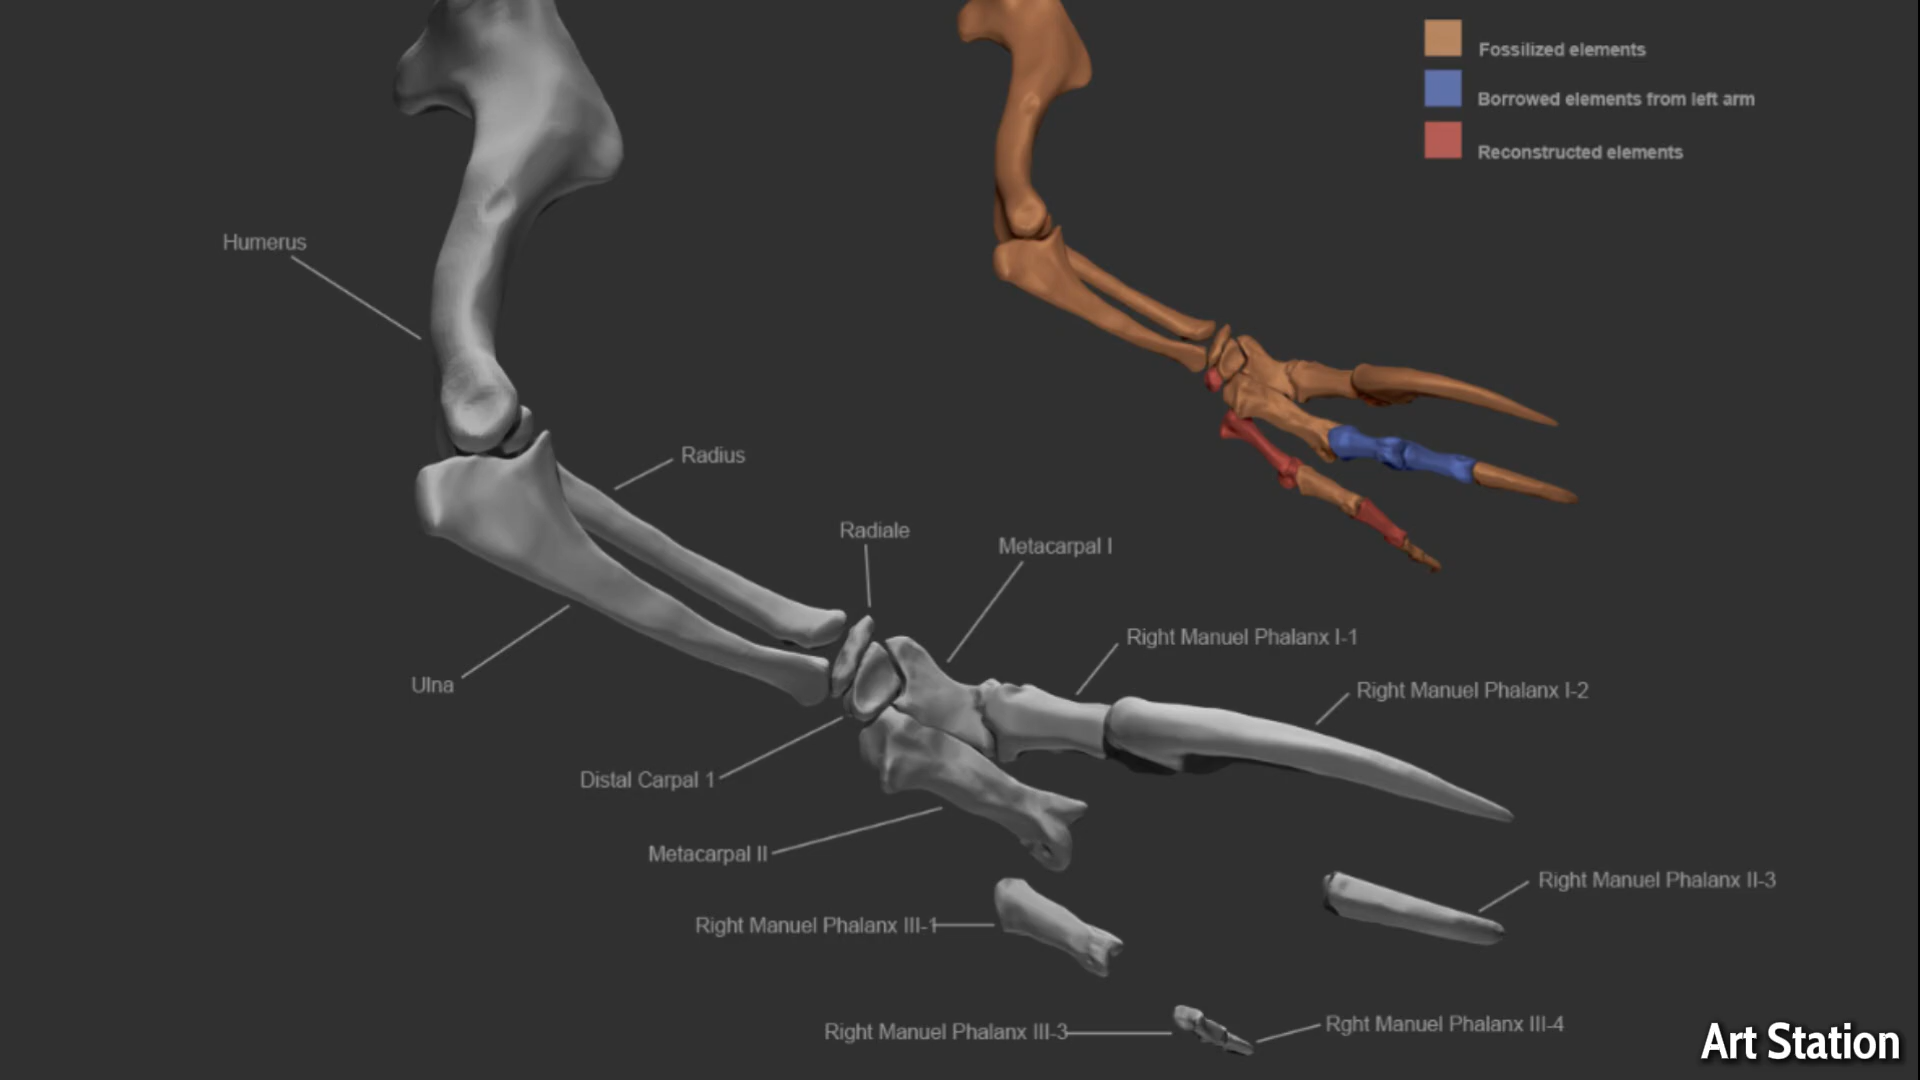 Fossilized elements
Borrowed elements from left arm
Reconstructed elements
Humerus
Radius
Radiale
Metacarpal I
Right Manuel Phalanx I-1
Ulna
Right Manuel Phalanx I-2
Distal Carpal 1
Metacarpal II
Right Manuel Phalanx II-3
Right Manuel Phalanx III-1
Right Manuel Phalanx III-3
Rght Manuel Phalanx III-4
Art Station